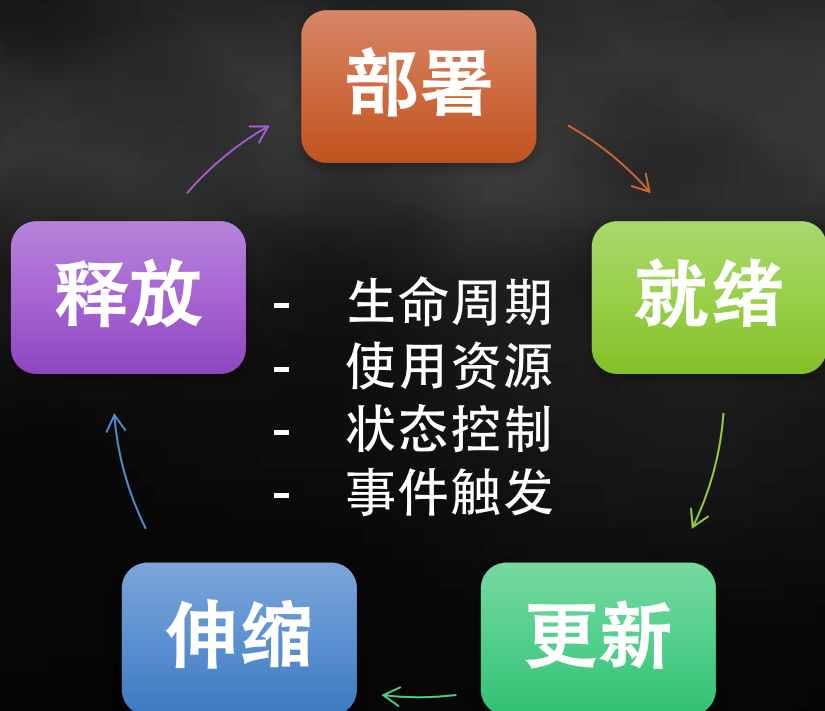 部署
释放
就绪
- 生命周期
- 使用资源
- 状态控制
- 事件触发
伸缩
更新